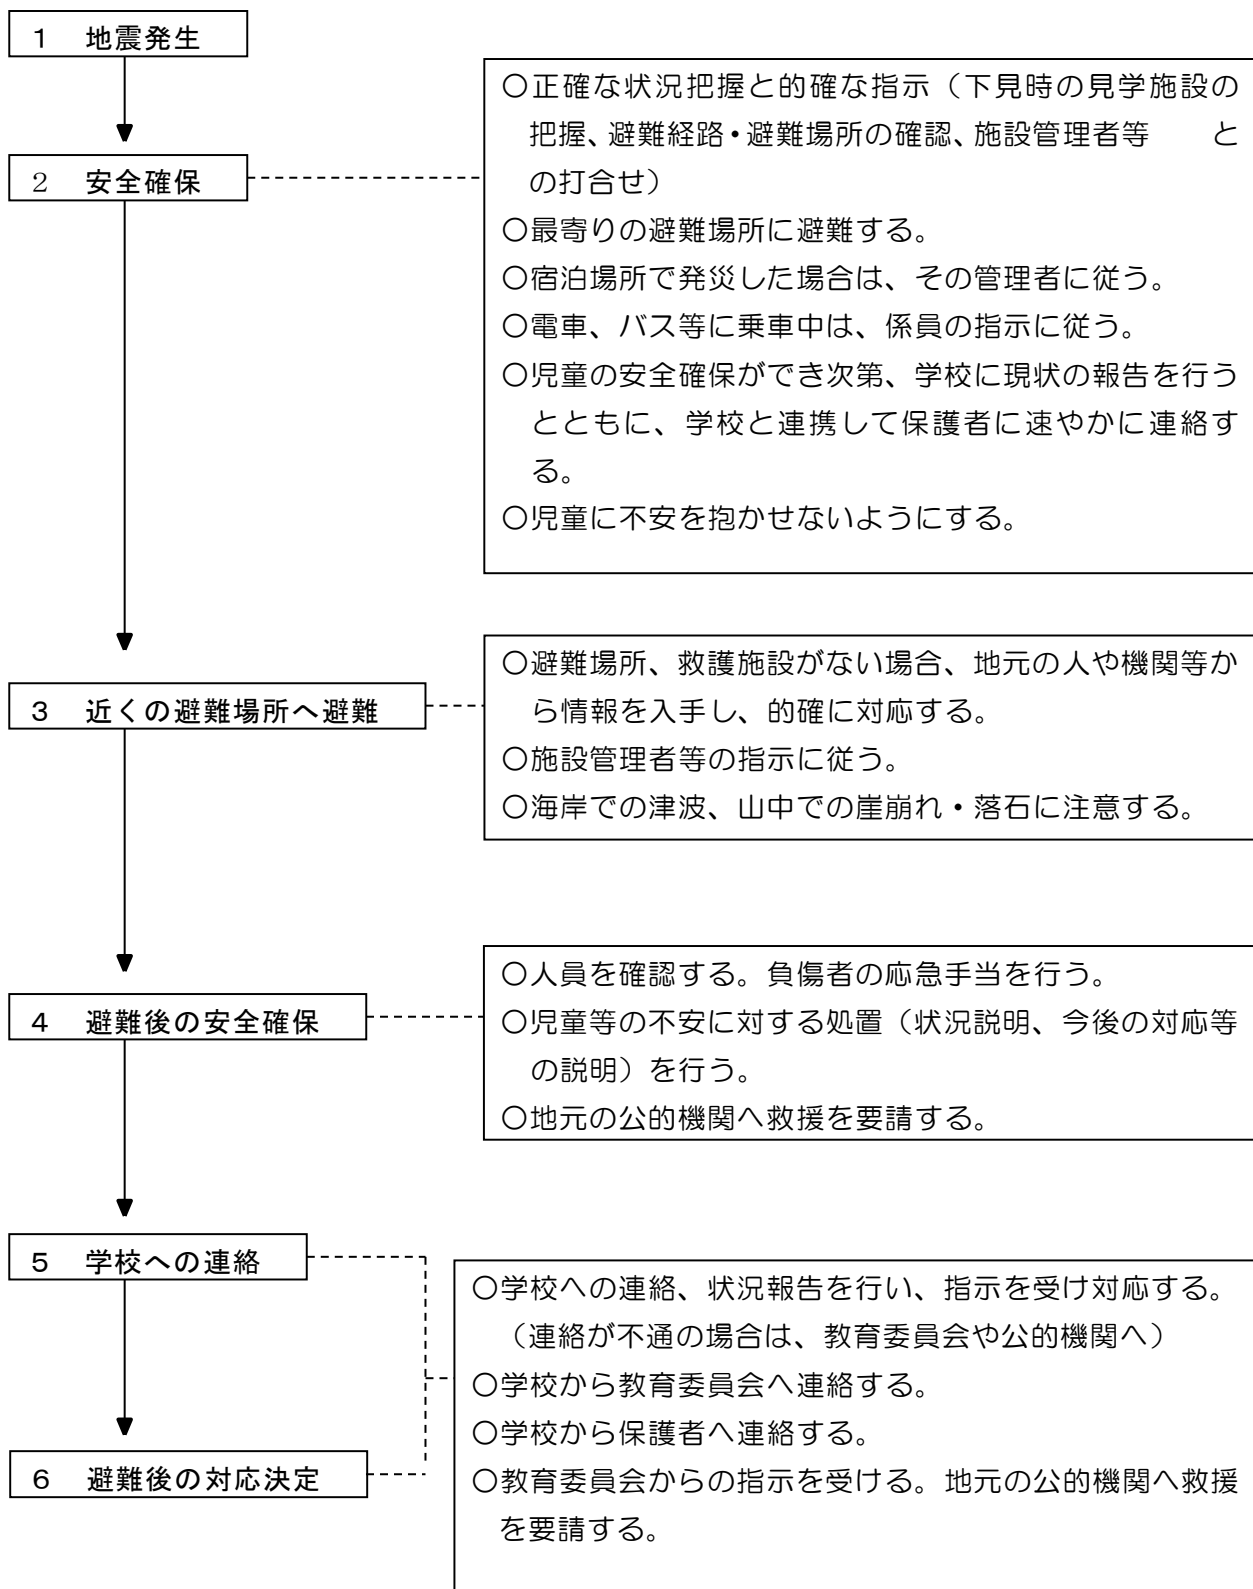 １　地震発生
２　安全確保
〇正確な状況把握と的確な指示（下見時の見学施設の
把握、避難経路・避難場所の確認、施設管理者等　　と
の打合せ）
〇最寄りの避難場所に避難する。
〇宿泊場所で発災した場合は、その管理者に従う。
〇電車、バス等に乗車中は、係員の指示に従う。
〇児童の安全確保ができ次第、学校に現状の報告を行う
とともに、学校と連携して保護者に速やかに連絡す
る。
〇児童に不安を抱かせないようにする。
３　近くの避難場所へ避難
〇避難場所、救護施設がない場合、地元の人や機関等か
ら情報を入手し、的確に対応する。
〇施設管理者等の指示に従う。
〇海岸での津波、山中での崖崩れ・落石に注意する。
４　避難後の安全確保
〇人員を確認する。負傷者の応急手当を行う。
〇児童等の不安に対する処置（状況説明、今後の対応等
の説明）を行う。
〇地元の公的機関へ救援を要請する。
５　学校への連絡
６　避難後の対応決定
〇学校への連絡、状況報告を行い、指示を受け対応する。
（連絡が不通の場合は、教育委員会や公的機関へ）
〇学校から教育委員会へ連絡する。
〇学校から保護者へ連絡する。
〇教育委員会からの指示を受ける。地元の公的機関へ救援
を要請する。